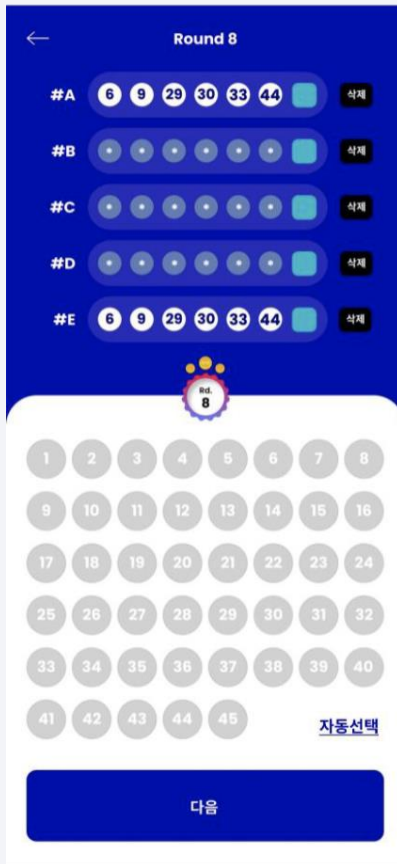 Round 8
#A 6 9 29 30 33 44 삭제
#B 삭제
#C 삭제
#D 삭제
#E 6 9 29 30 33 44 삭제
Rd.
8
1 2 3 4 5 6 7 8
9 10 11 12 13 14 15 16
17 18 19 20 21 22 23 24
25 26 27 28 29 30 31 32
33 34 35 36 37 38 39 40
41 42 43 44 45 자동선택
다음